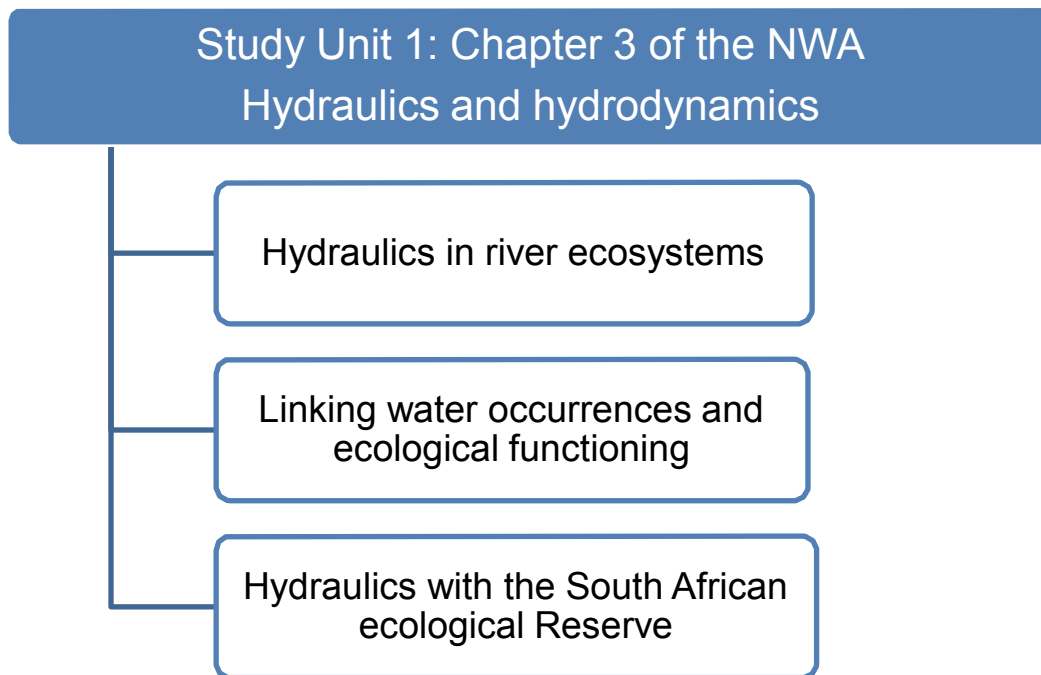 Study Unit 1: Chapter 3 of the NWA
Hydraulics and hydrodynamics
Hydraulics in river ecosystems
Linking water occurrences and
ecological functioning
Hydraulics with the South African
ecological Reserve